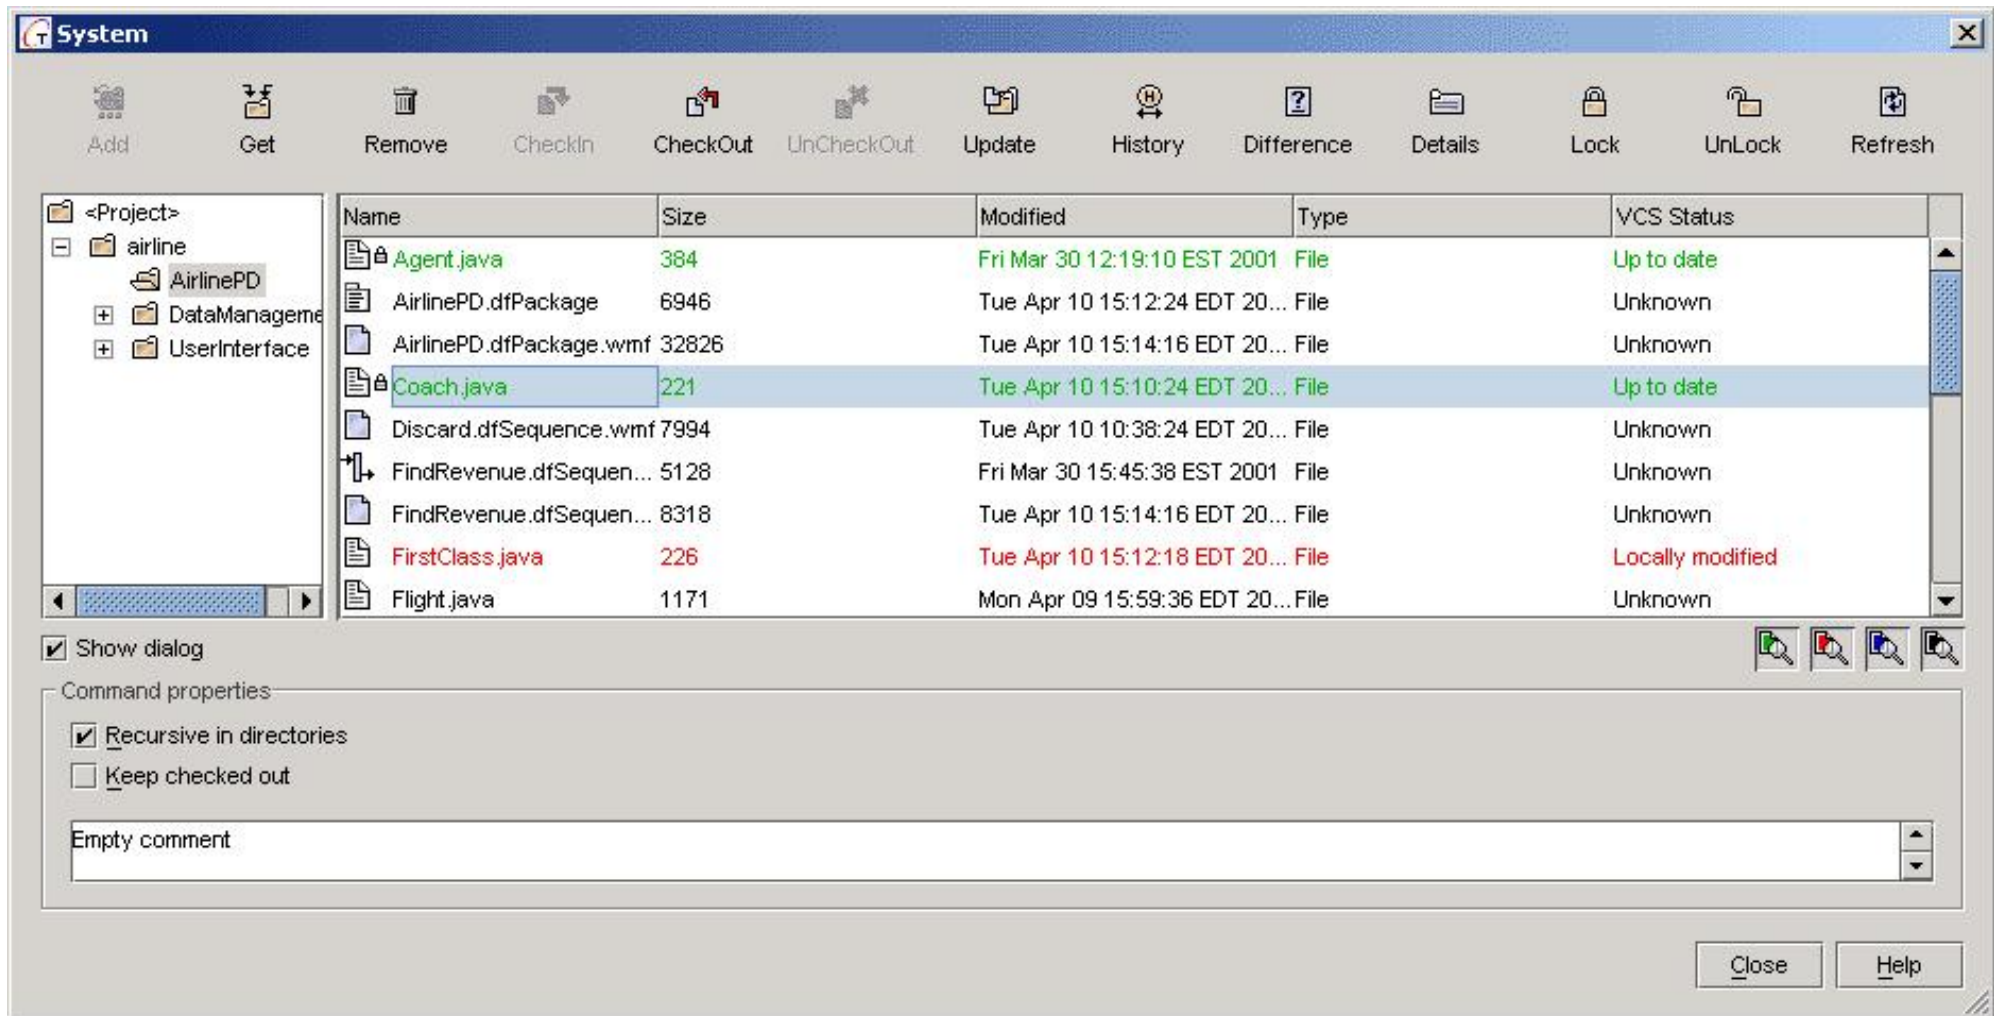 System
Add Get Remove CheckIn CheckOut UnCheckOut Update History Difference Details Lock UnLock Refresh
<Project>
airline
AirlinePD
DataManageme
UserInterface
Name Size Modified Type VCS Status
Agent.java 384 Fri Mar 30 12:19:10 EST 2001 File Up to date
AirlinePD.dfPackage 6946 Tue Apr 10 15:12:24 EDT 20... File Unknown
AirlinePD.dfPackage.wmf 32826 Tue Apr 10 15:14:16 EDT 20... File Unknown
Coach.java 221 Tue Apr 10 15:10:24 EDT 20... File Up to date
Discard.dfSequence.wmf 7994 Tue Apr 10 10:38:24 EDT 20... File Unknown
FindRevenue.dfSequen... 5128 Fri Mar 30 15:45:38 EST 2001 File Unknown
FindRevenue.dfSequen... 8318 Tue Apr 10 15:14:16 EDT 20... File Unknown
FirstClass.java 226 Tue Apr 10 15:12:18 EDT 20... File Locally modified
Flight.java 1171 Mon Apr 09 15:59:36 EDT 20... File Unknown
Show dialog
Command properties
Recursive in directories
Keep checked out
Empty comment
Close Help